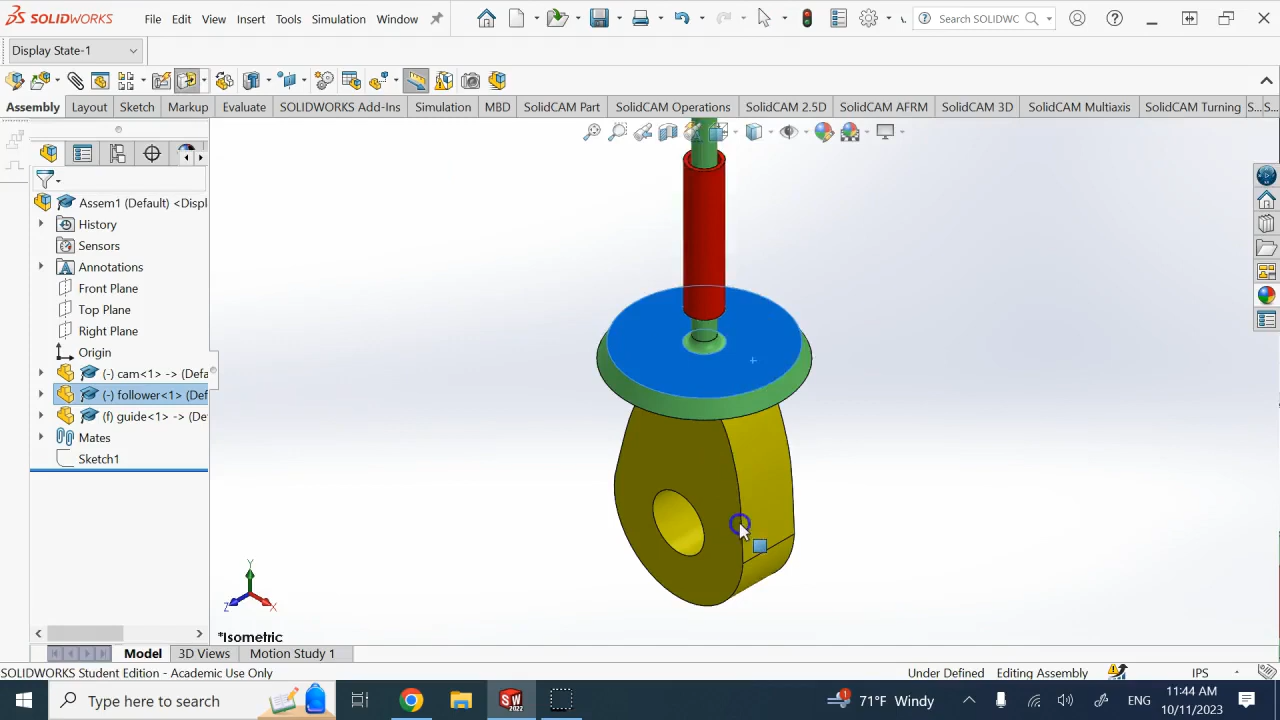 SOLIDWORKS File Edit View Insert Tools Simulation Window Search SOLIDWC
Display State-1
Assembly Layout Sketch Markup Evaluate SOLIDWORKS Add-Ins Simulation MBD SolidCAM Part SolidCAM Operations SolidCAM 2.5D SolidCAM AFRM SolidCAM 3D SolidCAM Multiaxis SolidCAM Turning S... S...
Assem1 (Default) <Displ
History
Sensors
Annotations
Front Plane
Top Plane
Right Plane
Origin
(-) cam<1> -> (Defa
(-) follower<1> (Def
(f) guide<1> -> (De
Mates
Sketch1
Y
Z X
*Isometric
Model 3D Views Motion Study 1
SOLIDWORKS Student Edition - Academic Use Only Under Defined Editing Assembly IPS
Type here to search SW 2022 1 71°F Windy ENG 11:44 AM
10/11/2023